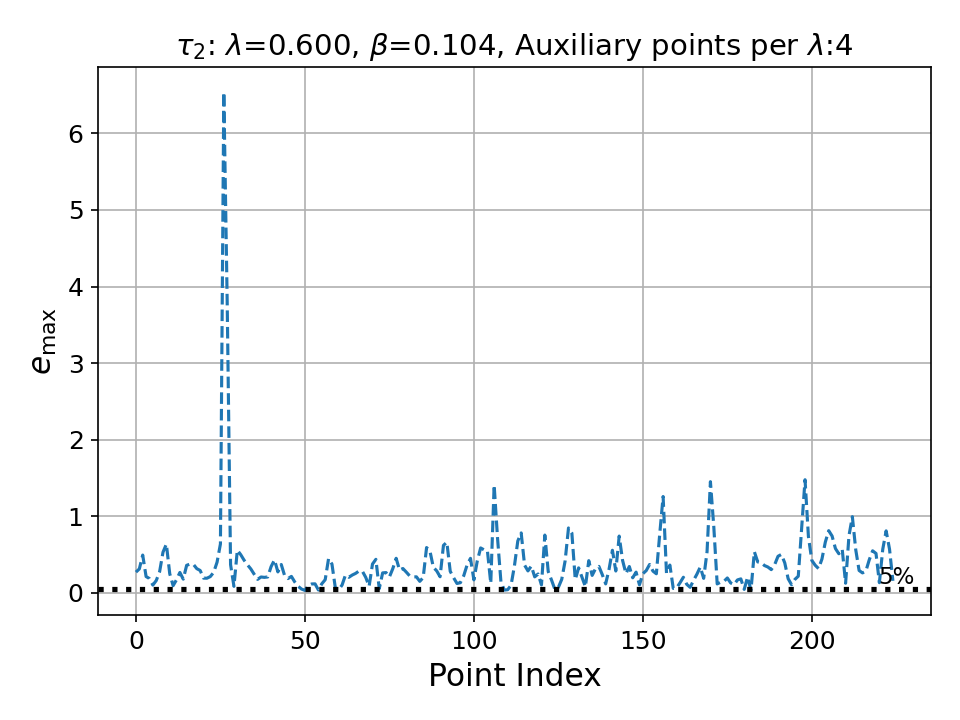 τ₂: λ=0.600, β=0.104, Auxiliary points per λ:4
6
5
4
3
2
1
0
e_max
5%
0 50 100 150 200
Point Index